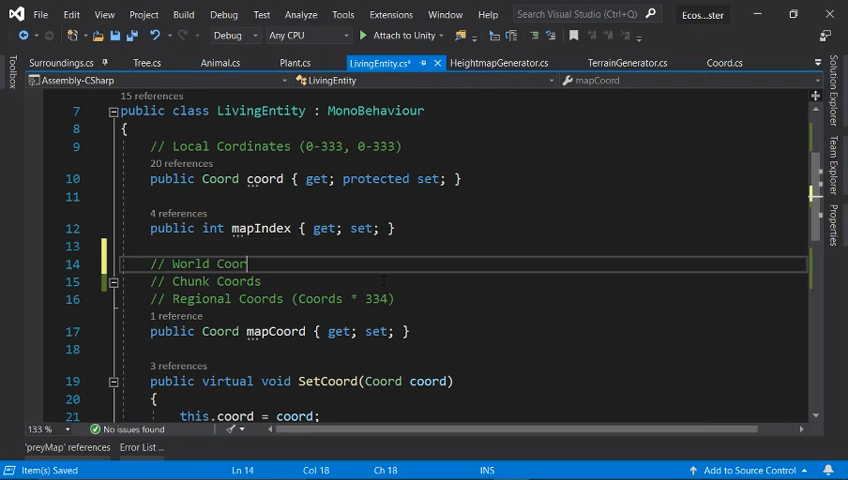 File Edit View Project Build Debug Test Analyze Tools Extensions Window Help Search Visual Studio (Ctrl+Q) Ecos...ster
Debug Any CPU Attach to Unity
Surroundings.cs Tree.cs Animal.cs Plant.cs LivingEntity.cs* HeightmapGenerator.cs TerrainGenerator.cs Coord.cs
Assembly-CSharp LivingEntity mapCoord
15 references
7 public class LivingEntity : MonoBehaviour
8 {
9 // Local Cordinates (0-333, 0-333)
20 references
10 public Coord coord { get; protected set; }
11
4 references
12 public int mapIndex { get; set; }
13
14 // World Coor
15 // Chunk Coords
16 // Regional Coords (Coords * 334)
1 reference
17 public Coord mapCoord { get; set; }
18
3 references
19 public virtual void SetCoord(Coord coord)
20 {
21 this.coord = coord;
133 % No issues found
'preyMap' references Error List ...
Item(s) Saved Ln 14 Col 18 Ch 18 INS Add to Source Control
Toolbox
Solution Explorer
Team Explorer
Properties